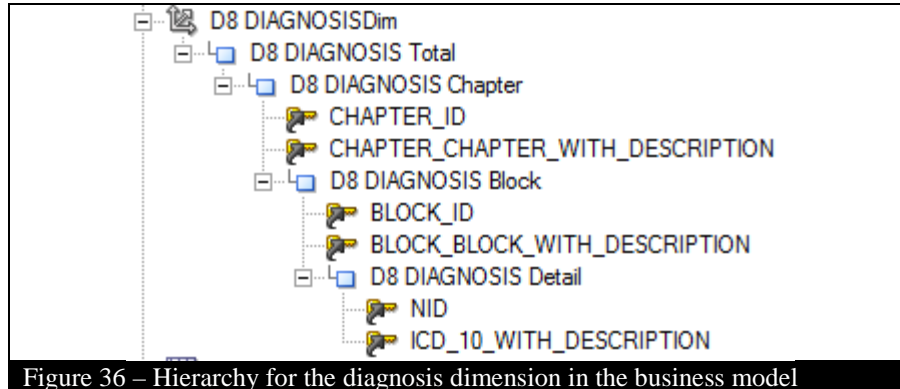 D8 DIAGNOSISDim
D8 DIAGNOSIS Total
D8 DIAGNOSIS Chapter
CHAPTER_ID
CHAPTER_CHAPTER_WITH_DESCRIPTION
D8 DIAGNOSIS Block
BLOCK_ID
BLOCK_BLOCK_WITH_DESCRIPTION
D8 DIAGNOSIS Detail
NID
ICD_10_WITH_DESCRIPTION
Figure 36 – Hierarchy for the diagnosis dimension in the business model